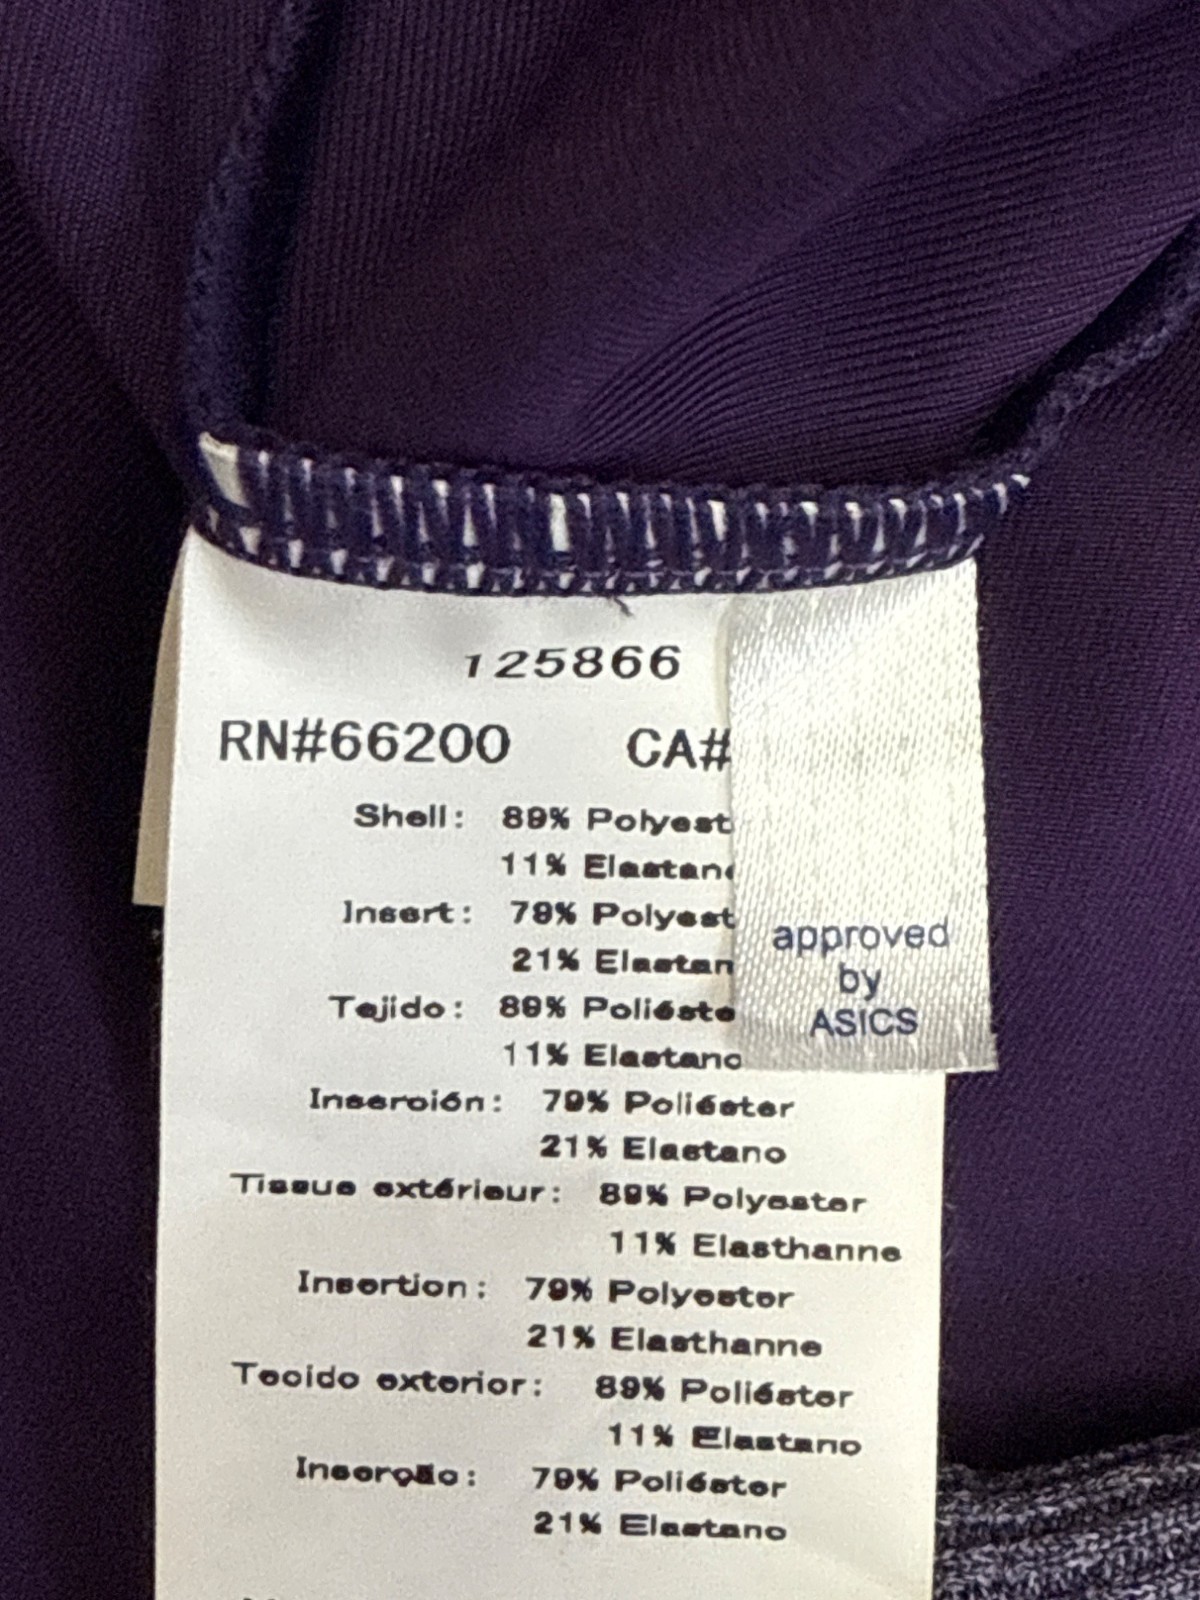 125866
RN#66200 CA#
Shell: 89% Polyest
11% Elastan
Insert: 79% Polyest
21% Elastan
Tejido: 89% Poliéste
11% Elastano
Inserción: 79% Poliéster
21% Elastano
Tissue extérieur: 89% Polyester
11% Elasthanne
Insertion: 79% Polyester
21% Elasthanne
Tecido exterior: 89% Poliéster
11% Elastano
Inserção: 79% Poliéster
21% Elastano
approved
by
ASICS